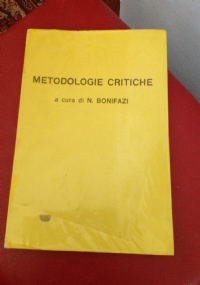 METODOLOGIE CRITICHE
a cura di N. BONIFAZI